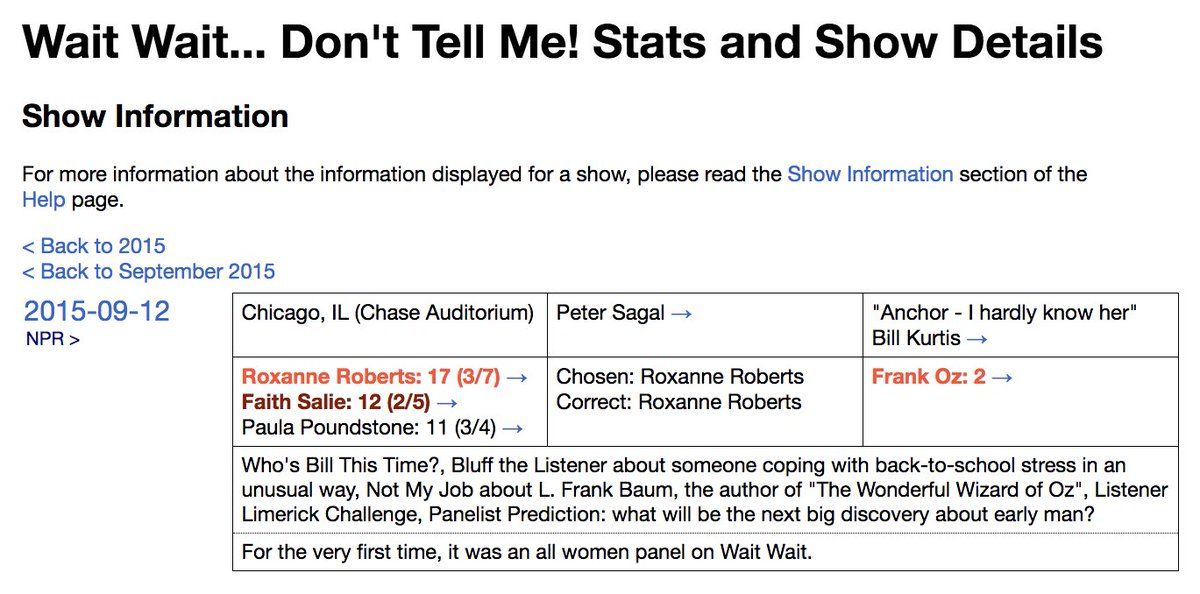 Wait Wait... Don't Tell Me! Stats and Show Details
Show Information
For more information about the information displayed for a show, please read the Show Information section of the
Help page.
< Back to 2015
< Back to September 2015
2015-09-12
NPR >
Chicago, IL (Chase Auditorium)
Peter Sagal →
"Anchor - I hardly know her"
Bill Kurtis →
Roxanne Roberts: 17 (3/7) →
Faith Salie: 12 (2/5) →
Paula Poundstone: 11 (3/4) →
Chosen: Roxanne Roberts
Correct: Roxanne Roberts
Frank Oz: 2 →
Who's Bill This Time?, Bluff the Listener about someone coping with back-to-school stress in an
unusual way, Not My Job about L. Frank Baum, the author of "The Wonderful Wizard of Oz", Listener
Limerick Challenge, Panelist Prediction: what will be the next big discovery about early man?
For the very first time, it was an all women panel on Wait Wait.